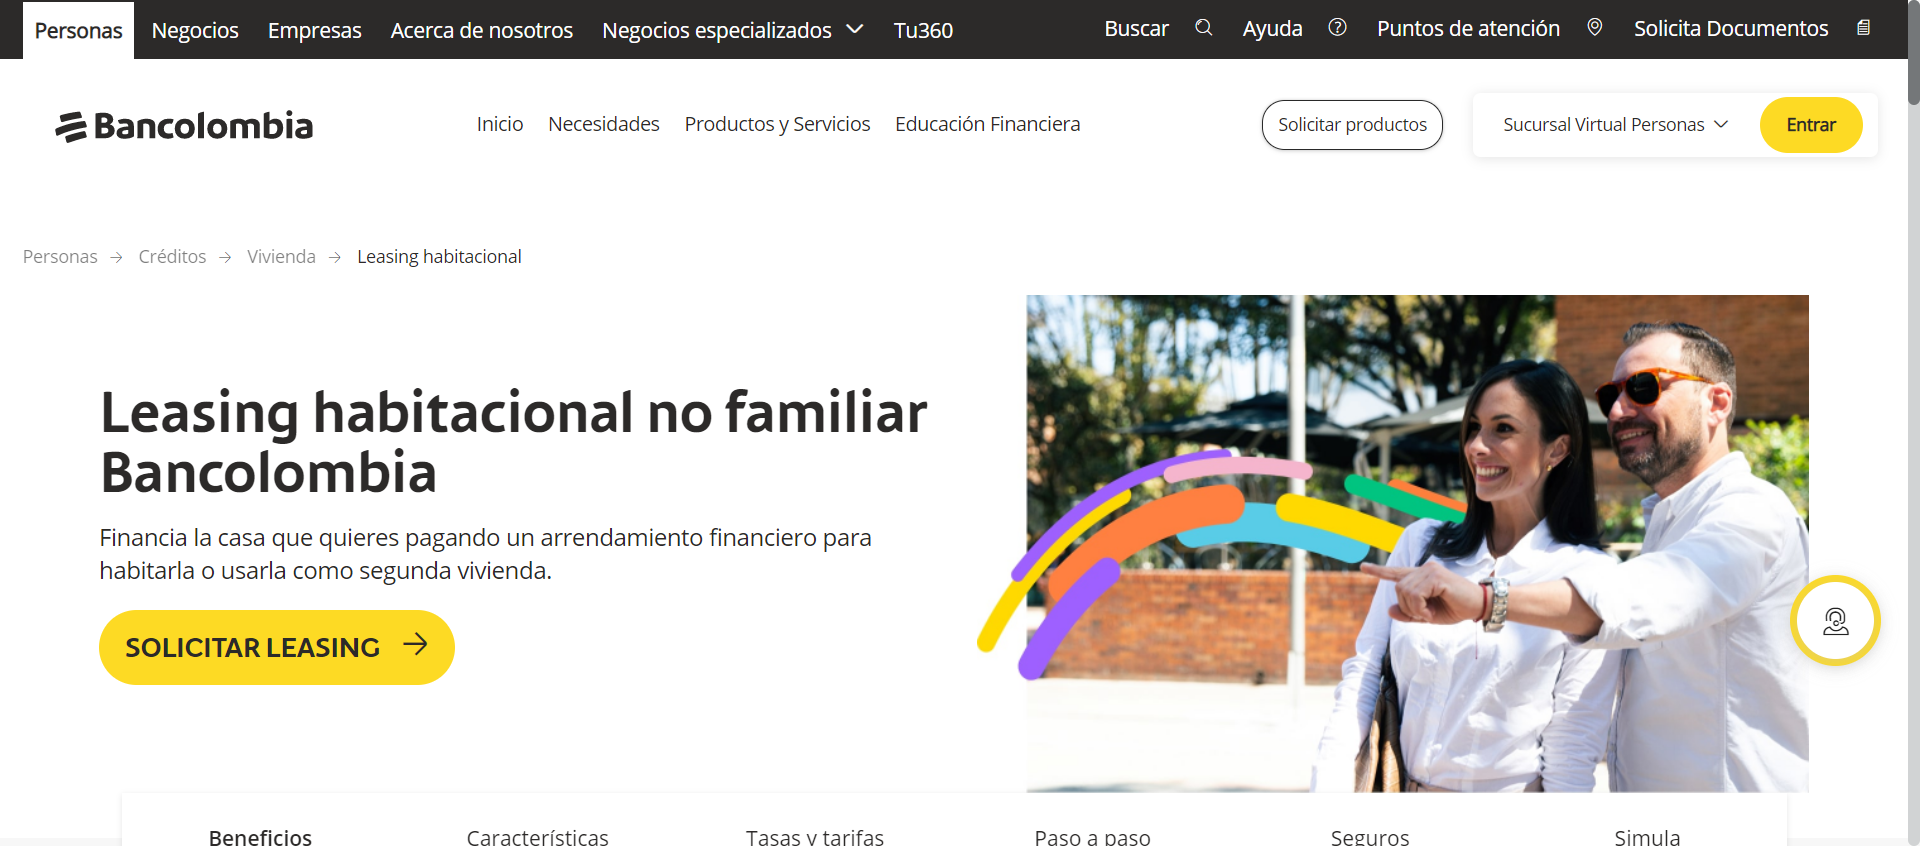 Personas Negocios Empresas Acerca de nosotros Negocios especializados Tu360 Buscar Ayuda Puntos de atención Solicita Documentos
Bancolombia Inicio Necesidades Productos y Servicios Educación Financiera Solicitar productos Sucursal Virtual Personas Entrar
Personas Créditos Vivienda Leasing habitacional
Leasing habitacional no familiar
Bancolombia
Financia la casa que quieres pagando un arrendamiento financiero para
habitarla o usarla como segunda vivienda.
SOLICITAR LEASING
Beneficios Características Tasas y tarifas Paso a paso Seguros Simula